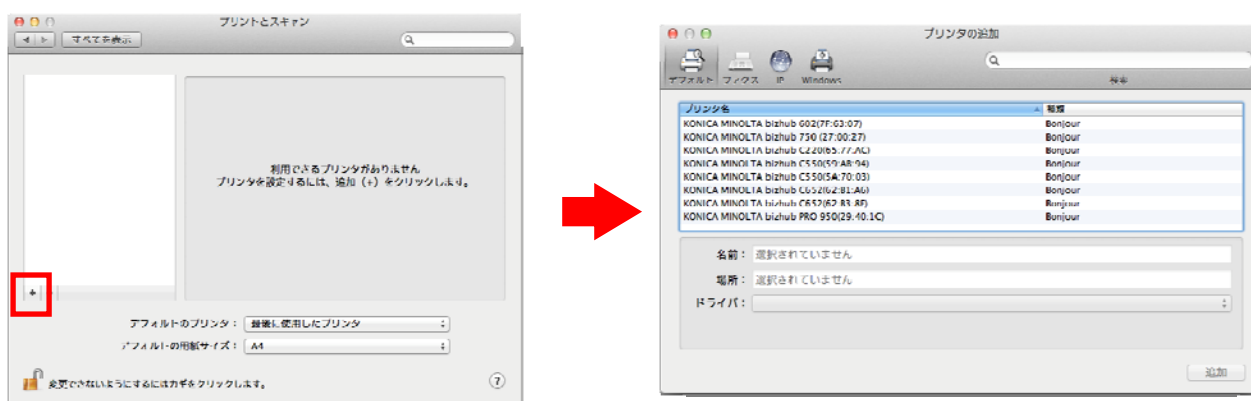 プリントとスキャン
すべてを表示
利用できるプリンタがありません
プリンタを設定するには、追加（+）をクリックします。
+
デフォルトのプリンタ： 最後に使用したプリンタ
デフォルトの用紙サイズ： A4
変更できないようにするにはカギをクリックします。
?
プリンタの追加
デフォルト ファクス IP Windows 検索
プリンタ名 種類
KONICA MINOLTA bizhub 602(7F:63:07) Bonjour
KONICA MINOLTA bizhub 750 (27:00:27) Bonjour
KONICA MINOLTA bizhub C220(65:77:AC) Bonjour
KONICA MINOLTA bizhub C550(59:A8:94) Bonjour
KONICA MINOLTA bizhub C550(5A:70:03) Bonjour
KONICA MINOLTA bizhub C652(62:B1:A6) Bonjour
KONICA MINOLTA bizhub C652(62:B3:8F) Bonjour
KONICA MINOLTA bizhub PRO 950(29:40:1C) Bonjour
名前： 選択されていません
場所： 選択されていません
ドライバ：
追加